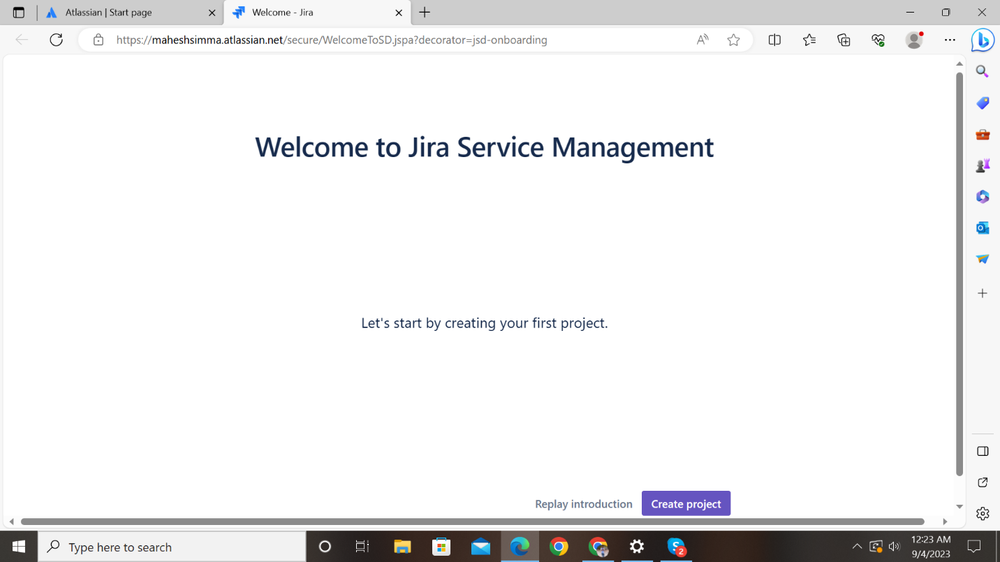 Atlassian | Start page
Welcome - Jira
https://maheshsimma.atlassian.net/secure/WelcomeToSD.jspa?decorator=jsd-onboarding
Welcome to Jira Service Management
Let's start by creating your first project.
Replay introduction
Create project
Type here to search
2
12:23 AM
9/4/2023